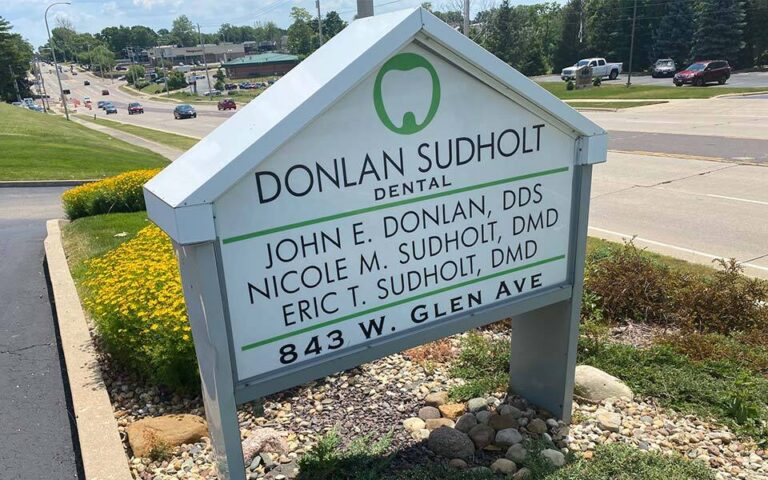 DONLAN SUDHOLT
DENTAL
JOHN E. DONLAN, DDS
NICOLE M. SUDHOLT, DMD
ERIC T. SUDHOLT, DMD
843 W. GLEN AVE